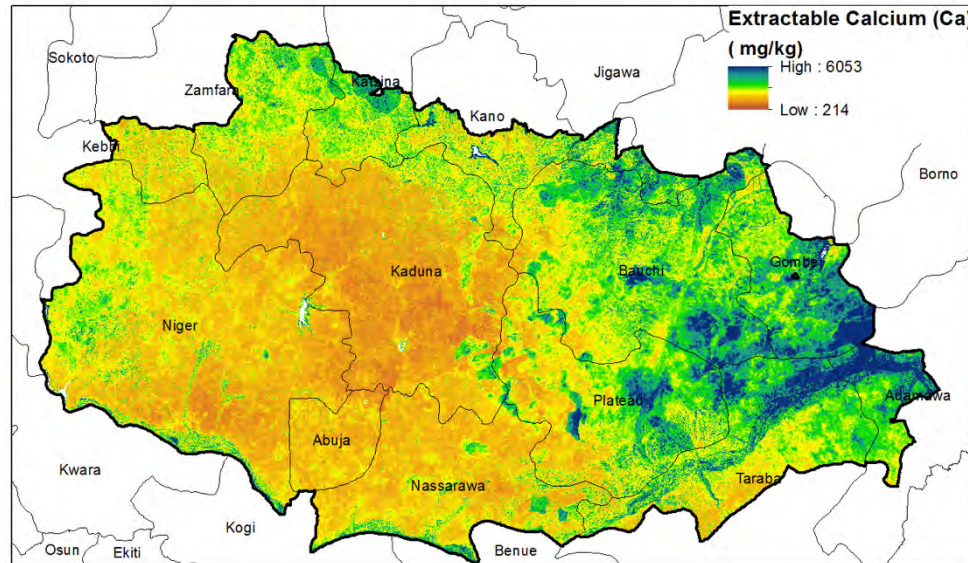 Extractable Calcium (Ca)
( mg/kg)
High : 6053
Low : 214
Sokoto
Zamfara
Katsina
Jigawa
Kano
Kebbi
Borno
Gombe
Bauchi
Kaduna
Niger
Plateau
Adamawa
Abuja
Kwara
Nassarawa
Taraba
Kogi
Osun
Ekiti
Benue